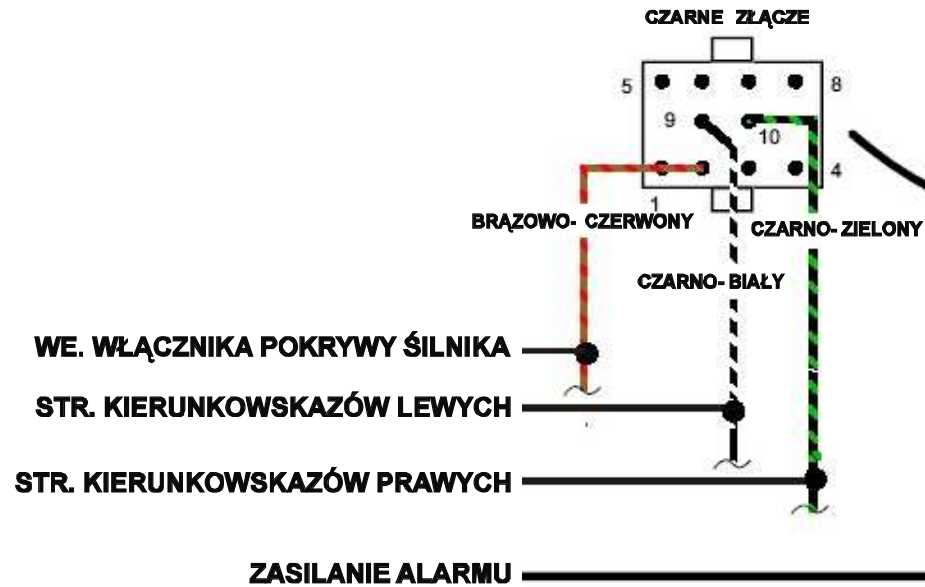 CZARNE ZŁĄCZE
5
8
9
10
4
1
BRĄZOWO- CZERWONY
CZARNO- ZIELONY
CZARNO- BIAŁY
WE. WŁĄCZNIKA POKRYWY ŚILNIKA
STR. KIERUNKOWSKAZÓW LEWYCH
STR. KIERUNKOWSKAZÓW PRAWYCH
ZASILANIE ALARMU